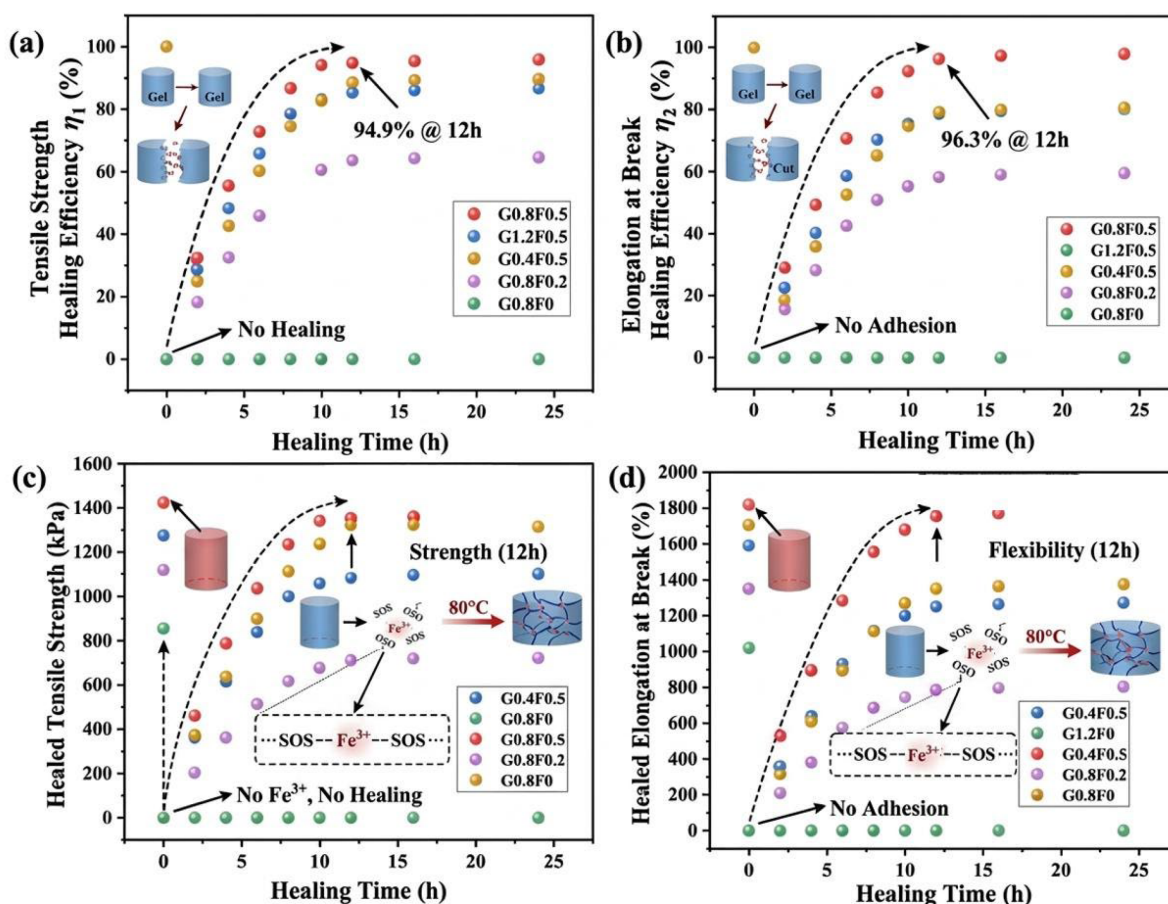 (a)
Tensile Strength
Healing Efficiency η1 (%)
100
80
60
40
20
0
Gel
Gel
94.9% @ 12h
G0.8F0.5
G1.2F0.5
G0.4F0.5
G0.8F0.2
G0.8F0
No Healing
0
5
10
15
20
25
Healing Time (h)
(b)
Elongation at Break
Healing Efficiency η2 (%)
100
80
60
40
20
0
Gel
Gel
Cut
96.3% @ 12h
G0.8F0.5
G1.2F0.5
G0.4F0.5
G0.8F0.2
G0.8F0
No Adhesion
0
5
10
15
20
25
Healing Time (h)
(c)
Healed Tensile Strength (kPa)
1600
1400
1200
1000
800
600
400
200
0
Strength (12h)
SOS
OSO
Fe3+
OSO
SOS
80°C
SOS
Fe3+
SOS
G0.4F0.5
G0.8F0
G0.8F0.5
G0.8F0.2
G0.8F0
No Fe3+, No Healing
0
5
10
15
20
25
Healing Time (h)
(d)
Healed Elongation at Break (%)
2000
1800
1600
1400
1200
1000
800
600
400
200
0
Flexibility (12h)
SOS
OSO
Fe3+
OSO
SOS
80°C
SOS
Fe3+
SOS
G0.4F0.5
G1.2F0
G0.4F0.5
G0.8F0.2
G0.8F0
No Adhesion
0
5
10
15
20
25
Healing Time (h)